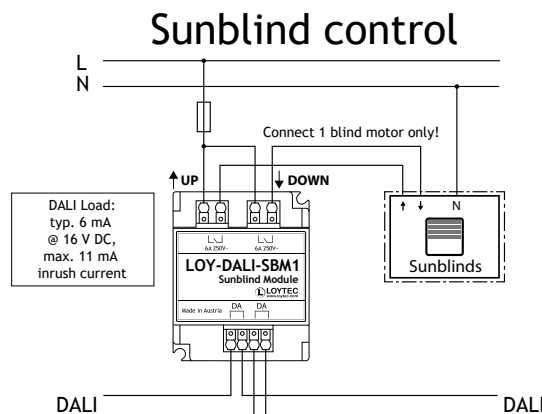 Sunblind control
L
N
Connect 1 blind motor only!
↑ UP
↓ DOWN
DALI Load:
typ. 6 mA
@ 16 V DC,
max. 11 mA
inrush current
6A 250V~
6A 250V~
LOY-DALI-SBM1
Sunblind Module
LOYTEC
www.loytec.com
Made in Austria
DA
DA
↑ ↓ N
Sunblinds
DALI
DALI